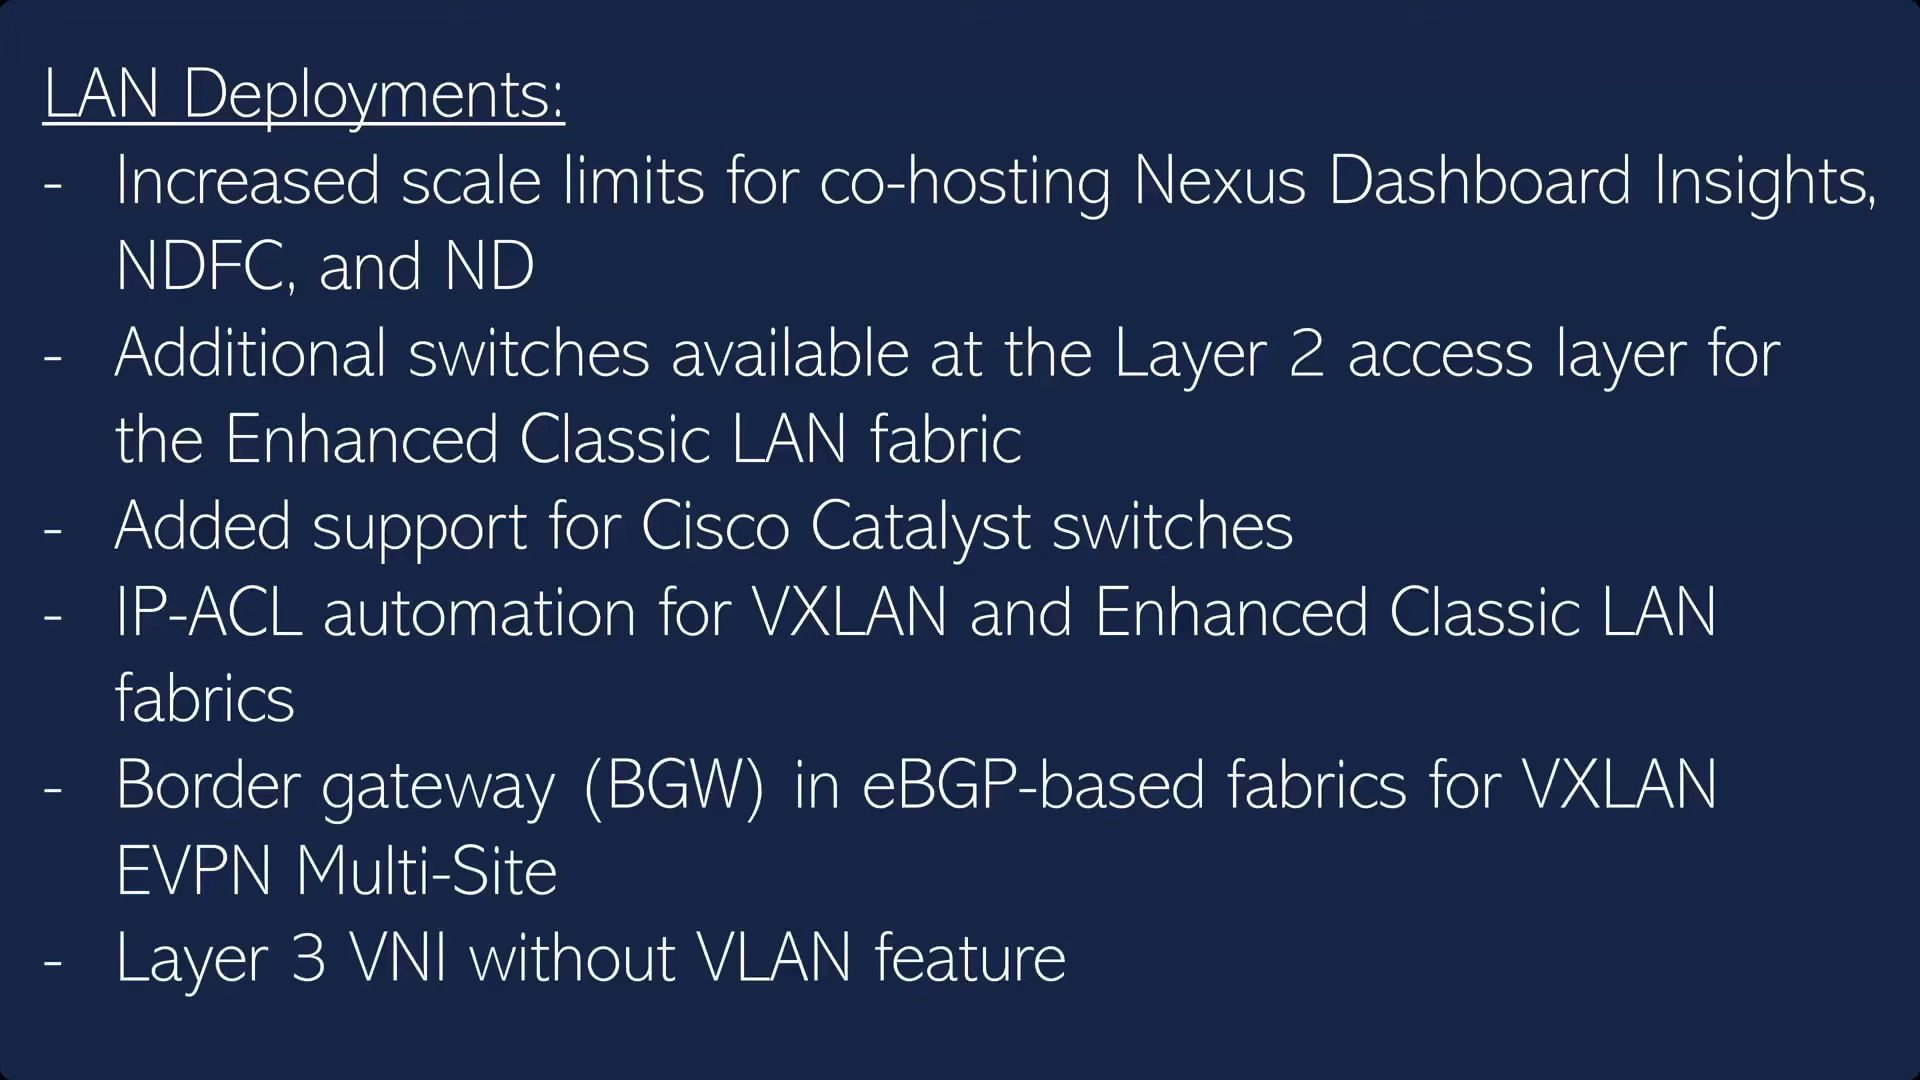 LAN Deployments:
- Increased scale limits for co-hosting Nexus Dashboard Insights,
NDFC, and ND
- Additional switches available at the Layer 2 access layer for
the Enhanced Classic LAN fabric
- Added support for Cisco Catalyst switches
- IP-ACL automation for VXLAN and Enhanced Classic LAN
fabrics
- Border gateway (BGW) in eBGP-based fabrics for VXLAN
EVPN Multi-Site
- Layer 3 VNI without VLAN feature